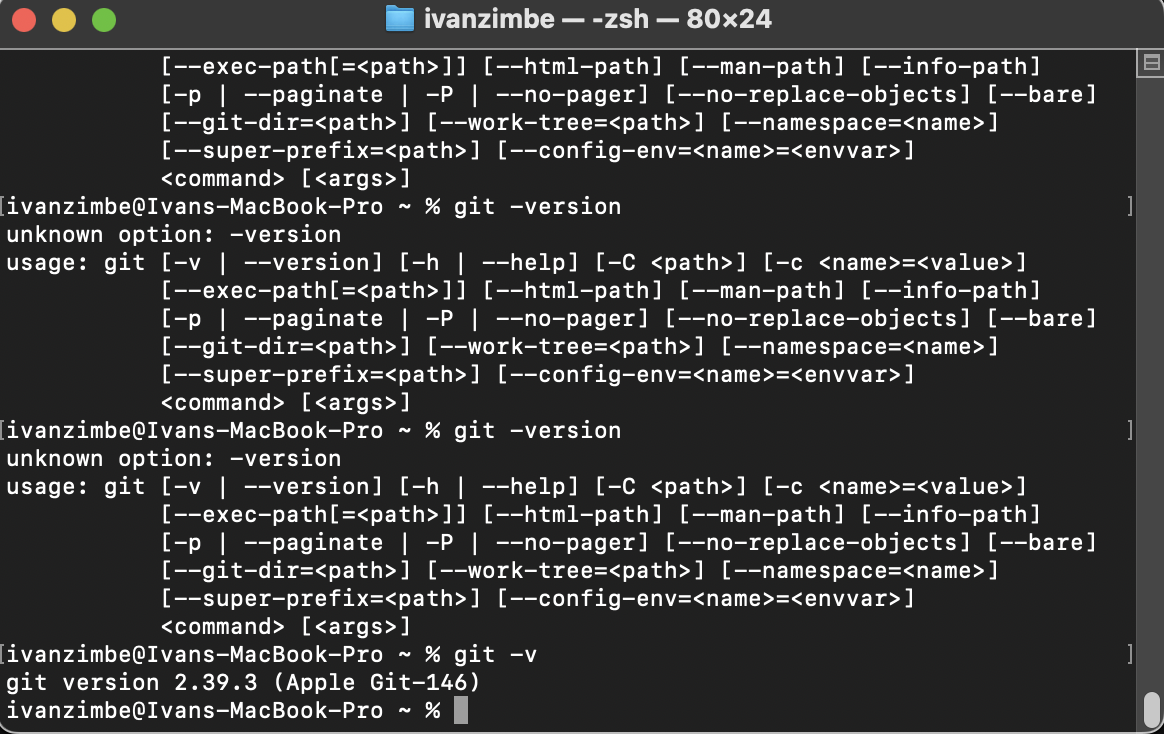 ivanzimbe — -zsh — 80×24
[--exec-path[=<path>]] [--html-path] [--man-path] [--info-path]
[-p | --paginate | -P | --no-pager] [--no-replace-objects] [--bare]
[--git-dir=<path>] [--work-tree=<path>] [--namespace=<name>]
[--super-prefix=<path>] [--config-env=<name>=<envvar>]
<command> [<args>]
[ivanzimbe@Ivans-MacBook-Pro ~ % git -version ]
unknown option: -version
usage: git [-v | --version] [-h | --help] [-C <path>] [-c <name>=<value>]
[--exec-path[=<path>]] [--html-path] [--man-path] [--info-path]
[-p | --paginate | -P | --no-pager] [--no-replace-objects] [--bare]
[--git-dir=<path>] [--work-tree=<path>] [--namespace=<name>]
[--super-prefix=<path>] [--config-env=<name>=<envvar>]
<command> [<args>]
[ivanzimbe@Ivans-MacBook-Pro ~ % git -version ]
unknown option: -version
usage: git [-v | --version] [-h | --help] [-C <path>] [-c <name>=<value>]
[--exec-path[=<path>]] [--html-path] [--man-path] [--info-path]
[-p | --paginate | -P | --no-pager] [--no-replace-objects] [--bare]
[--git-dir=<path>] [--work-tree=<path>] [--namespace=<name>]
[--super-prefix=<path>] [--config-env=<name>=<envvar>]
<command> [<args>]
[ivanzimbe@Ivans-MacBook-Pro ~ % git -v ]
git version 2.39.3 (Apple Git-146)
ivanzimbe@Ivans-MacBook-Pro ~ %